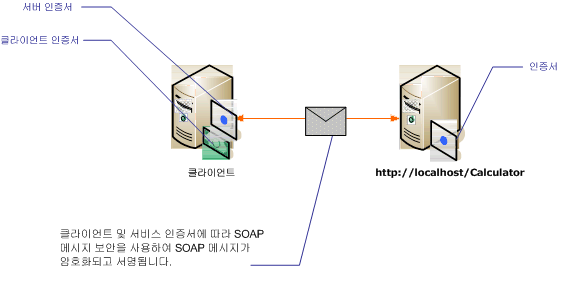 서버 인증서
클라이언트 인증서
인증서
클라이언트
http://localhost/Calculator
클라이언트 및 서비스 인증서에 따라 SOAP
메시지 보안을 사용하여 SOAP 메시지가
암호화되고 서명됩니다.